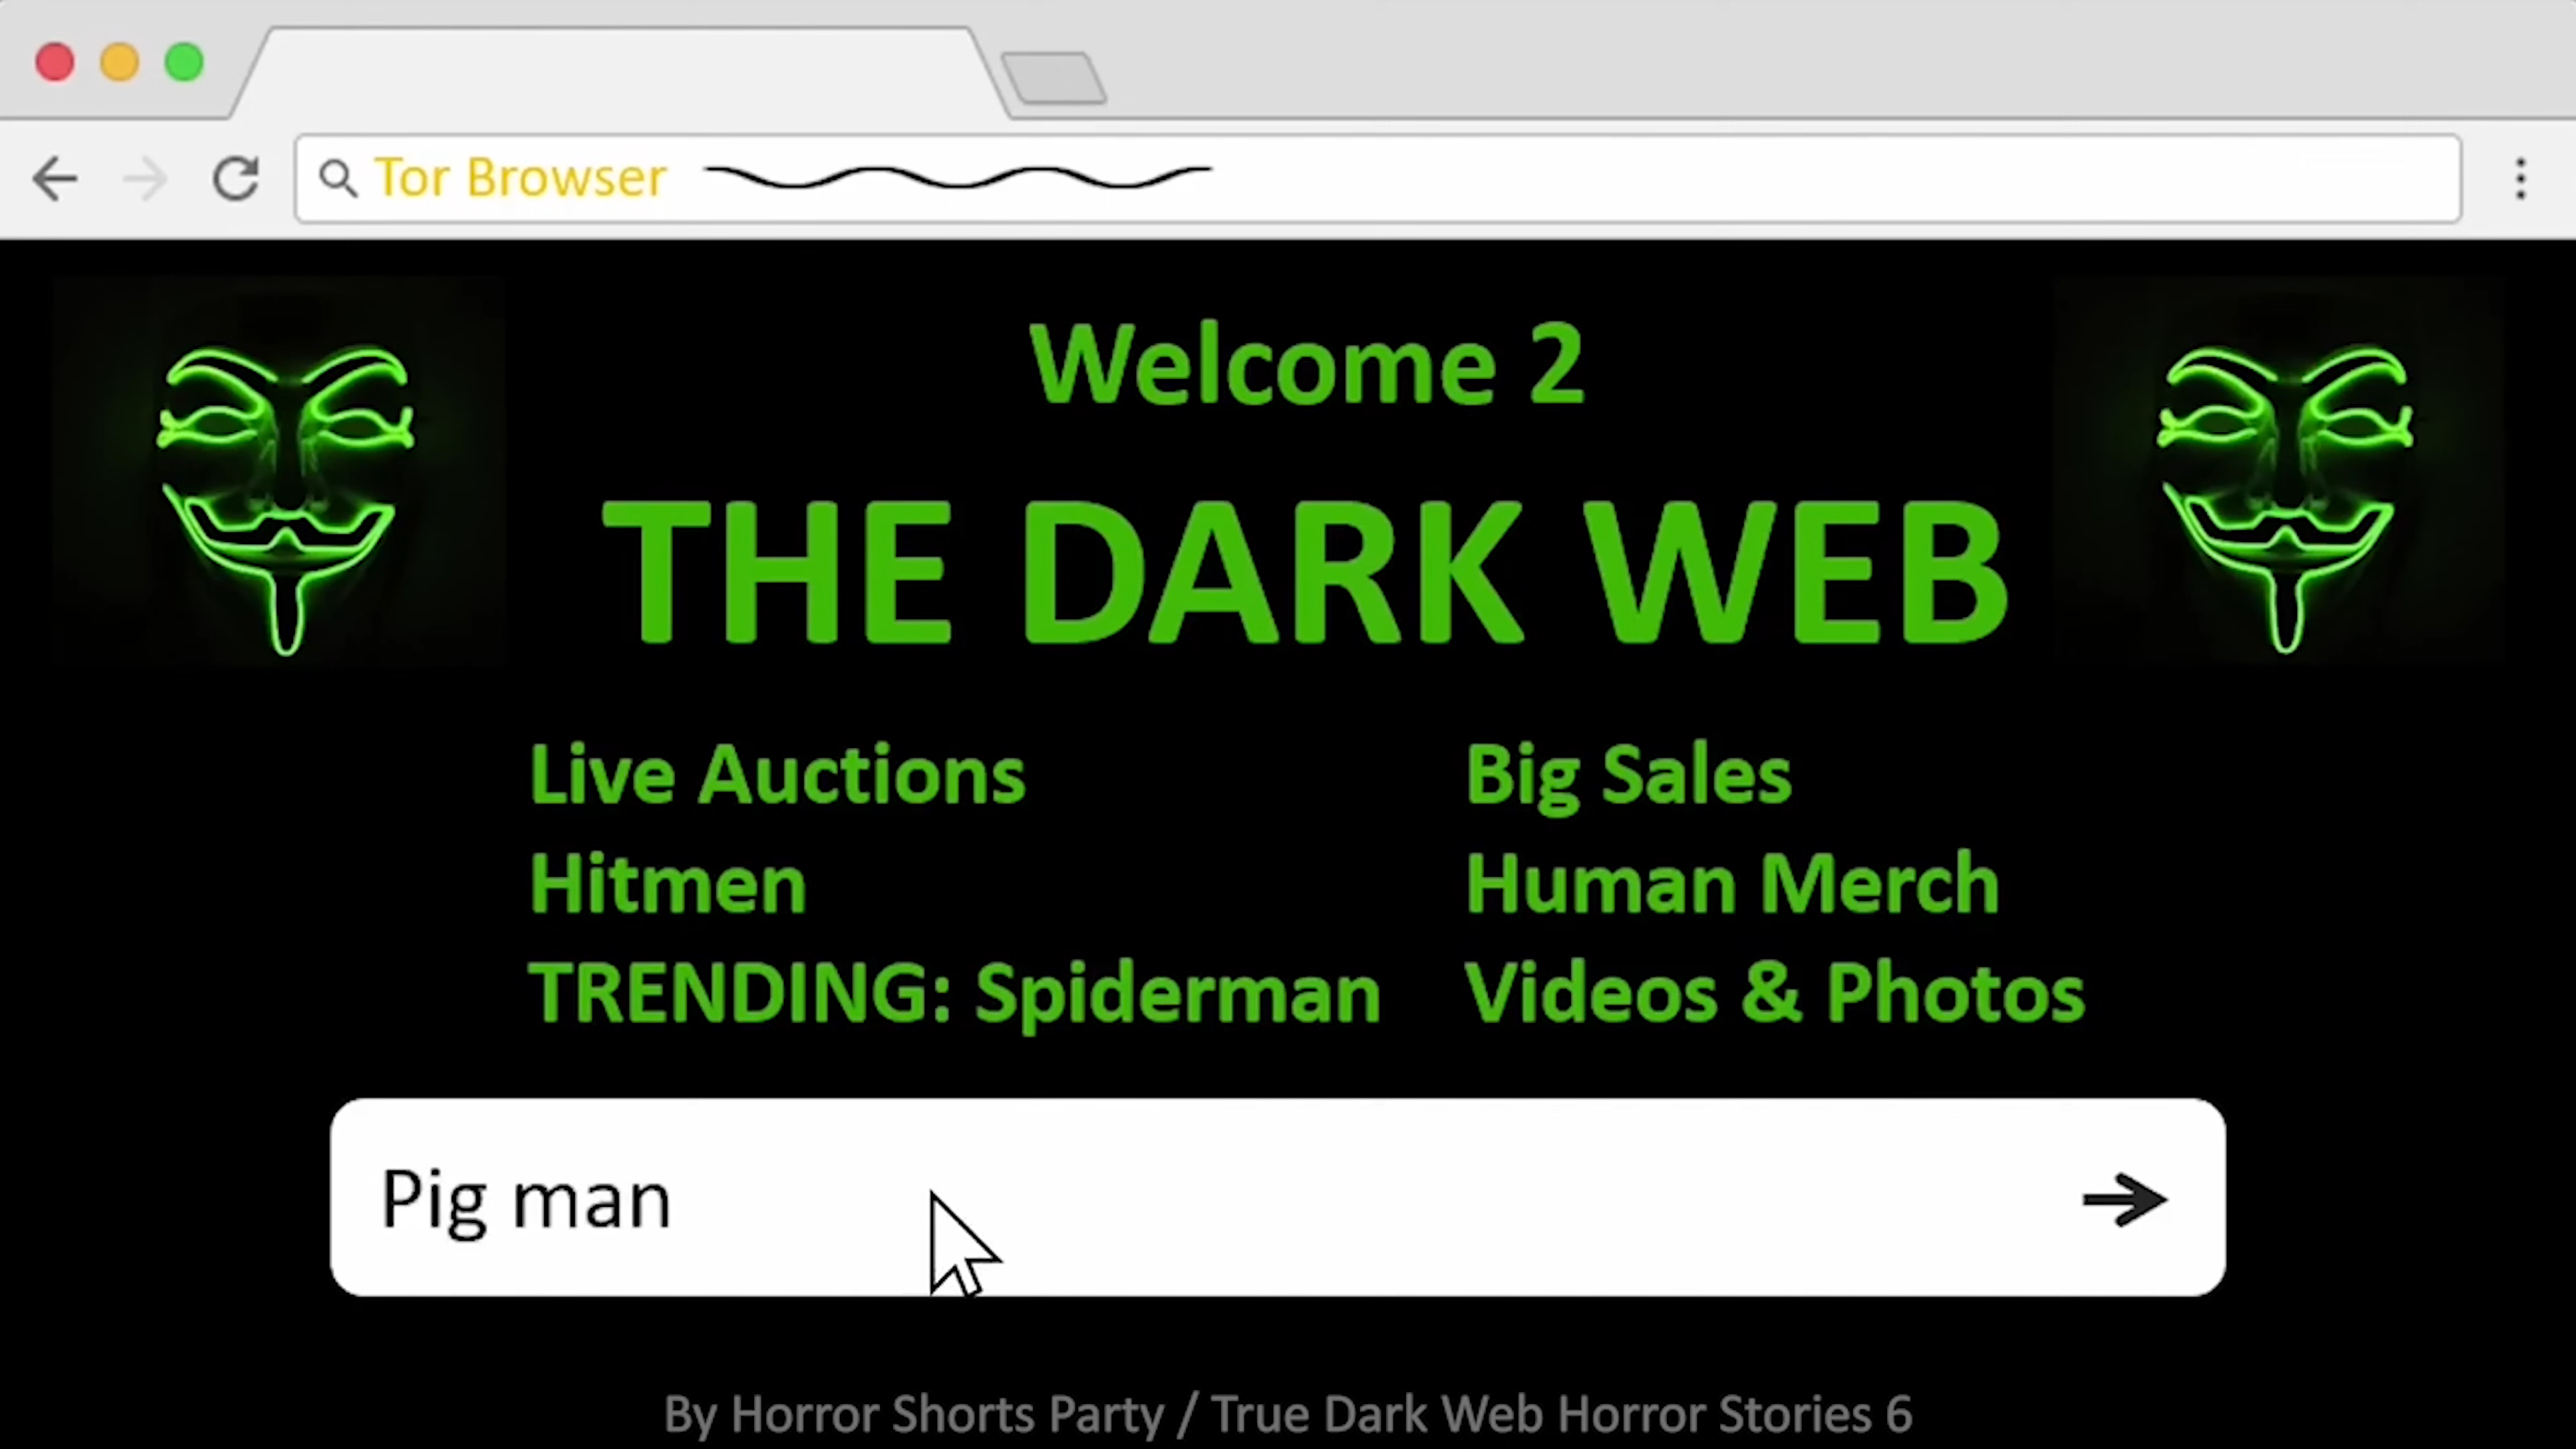 Tor Browser
Welcome 2
THE DARK WEB
Live Auctions
Big Sales
Hitmen
Human Merch
TRENDING: Spiderman
Videos & Photos
Pig man
By Horror Shorts Party / True Dark Web Horror Stories 6